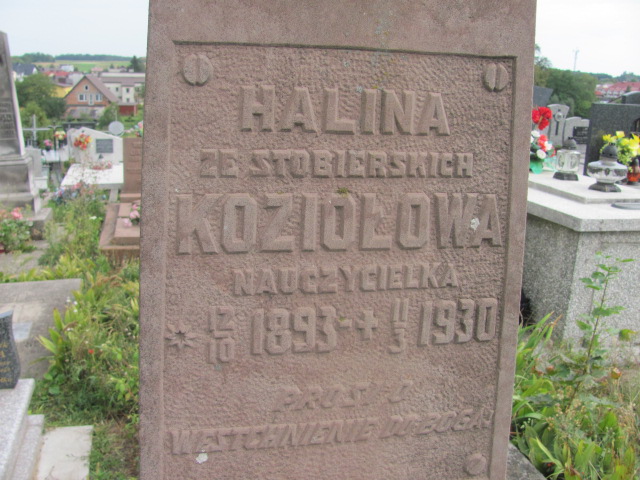 HALINA
ZE STOBIERSKICH
KOZIOŁOWA
NAUCZYCIELKA
* 12/10 1893 - + 11/3 1930
PROSI O
WESTCHNIENIE DO BOGA